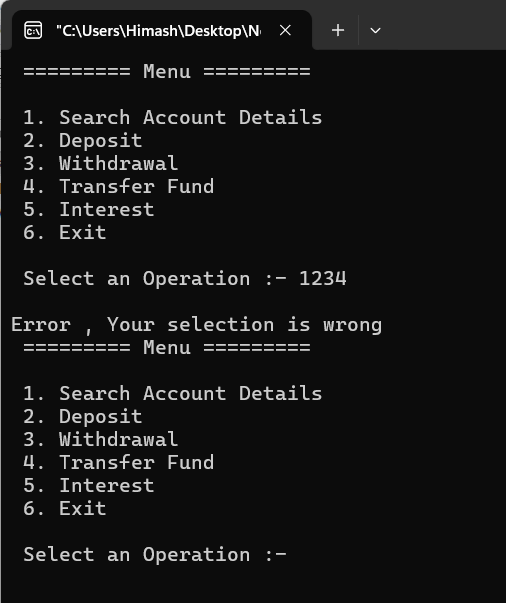 "C:\Users\Himash\Desktop\N
========= Menu =========
1. Search Account Details
2. Deposit
3. Withdrawal
4. Transfer Fund
5. Interest
6. Exit
Select an Operation :- 1234
Error , Your selection is wrong
========= Menu =========
1. Search Account Details
2. Deposit
3. Withdrawal
4. Transfer Fund
5. Interest
6. Exit
Select an Operation :-